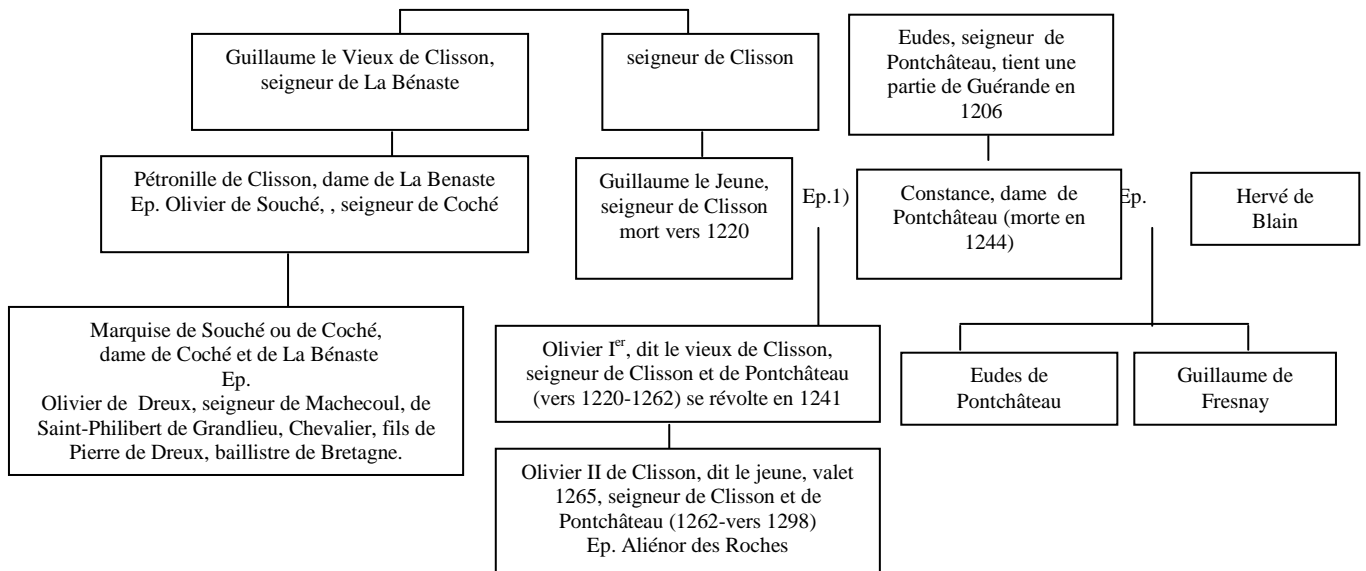 Guillaume le Vieux de Clisson,
seigneur de La Bénaste
seigneur de Clisson
Eudes, seigneur de
Pontchâteau, tient une
partie de Guérande en
1206
Pétronille de Clisson, dame de La Benaste
Ep. Olivier de Souché, , seigneur de Coché
Guillaume le Jeune,
seigneur de Clisson
mort vers 1220
Ep.1)
Constance, dame de
Pontchâteau (morte en
1244)
Ep.
Hervé de
Blain
Marquise de Souché ou de Coché,
dame de Coché et de La Bénaste
Ep.
Olivier de Dreux, seigneur de Machecoul, de
Saint-Philibert de Grandlieu, Chevalier, fils de
Pierre de Dreux, baillistre de Bretagne.
Olivier Ier, dit le vieux de Clisson,
seigneur de Clisson et de Pontchâteau
(vers 1220-1262) se révolte en 1241
Eudes de
Pontchâteau
Guillaume de
Fresnay
Olivier II de Clisson, dit le jeune, valet
1265, seigneur de Clisson et de
Pontchâteau (1262-vers 1298)
Ep. Aliénor des Roches